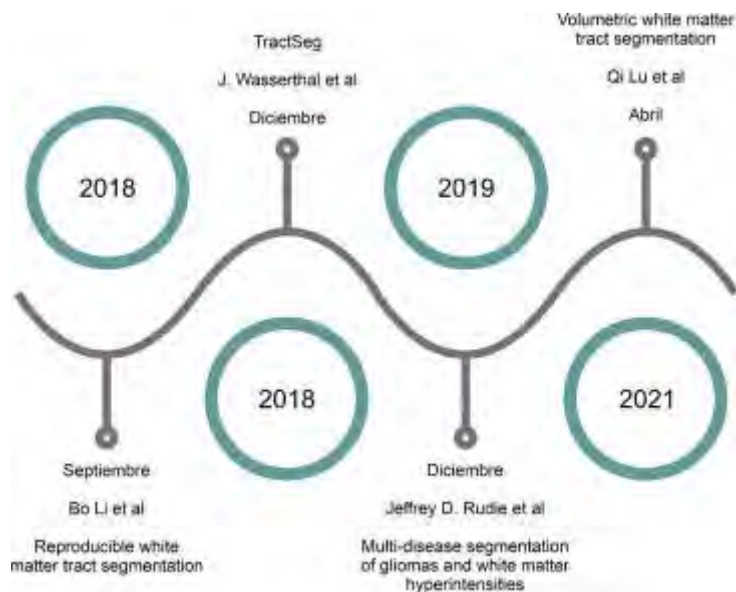 Volumetric white matter
tract segmentation
Qi Lu et al
Abril
TractSeg
J. Wasserthal et al
Diciembre
2018
2019
2018
2021
Septiembre
Bo Li et al
Reproducible white
matter tract segmentation
Diciembre
Jeffrey D. Rudie et al
Multi-disease segmentation
of gliomas and white matter
hyperintensities